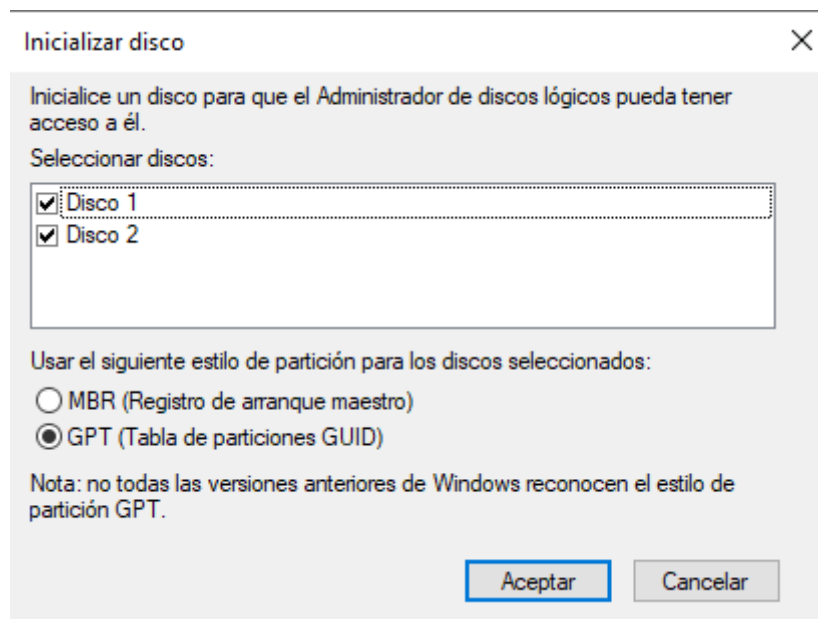 Inicializar disco
Inicialice un disco para que el Administrador de discos lógicos pueda tener
acceso a él.
Seleccionar discos:
Disco 1
Disco 2
Usar el siguiente estilo de partición para los discos seleccionados:
MBR (Registro de arranque maestro)
GPT (Tabla de particiones GUID)
Nota: no todas las versiones anteriores de Windows reconocen el estilo de
partición GPT.
Aceptar Cancelar